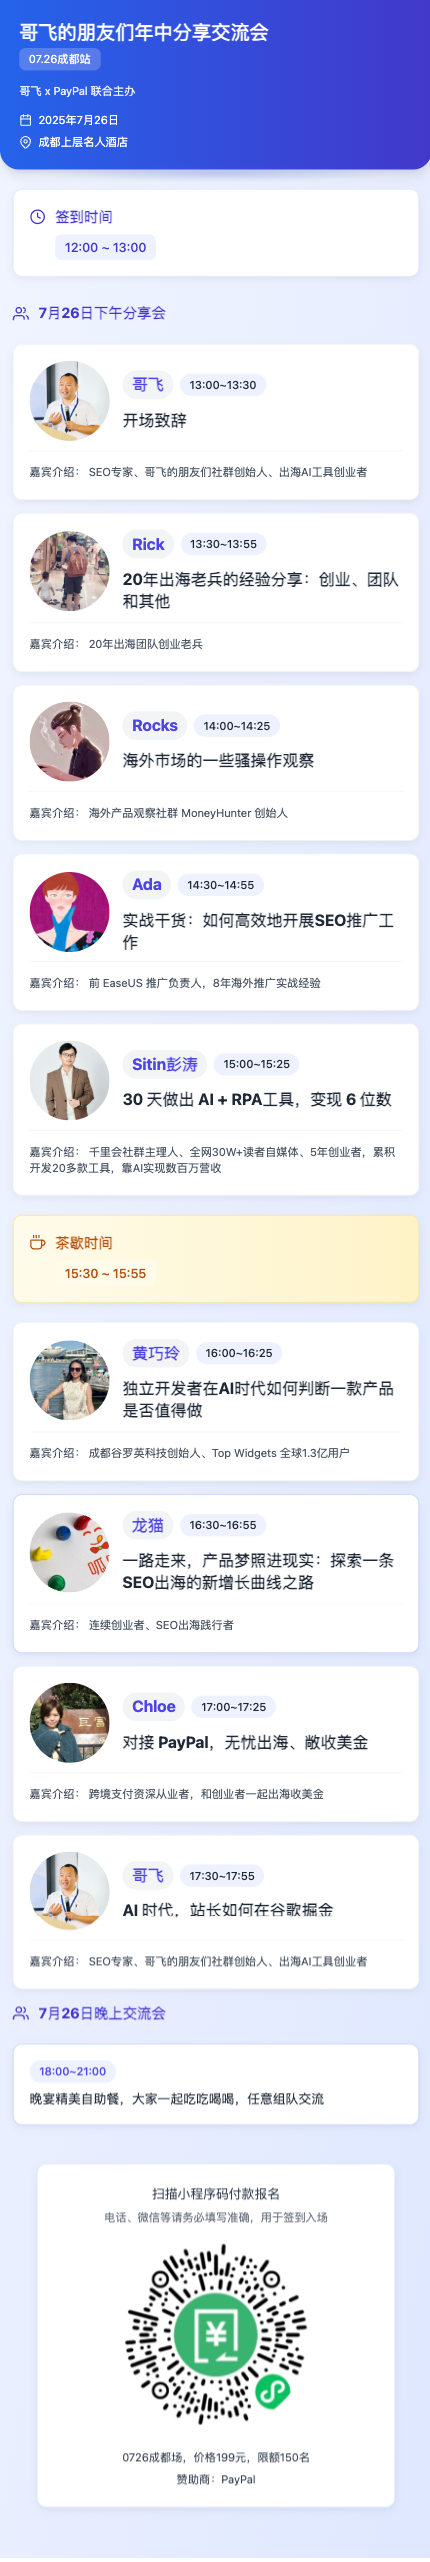 哥飞的朋友们年中分享交流会
07.26成都站
哥飞 x PayPal 联合主办
2025年7月26日
成都上层名人酒店
签到时间
12:00 ~ 13:00
7月26日下午分享会
哥飞 13:00~13:30
开场致辞
嘉宾介绍： SEO专家、哥飞的朋友们社群创始人、出海AI工具创业者
Rick 13:30~13:55
20年出海老兵的经验分享：创业、团队
和其他
嘉宾介绍： 20年出海团队创业老兵
Rocks 14:00~14:25
海外市场的一些骚操作观察
嘉宾介绍： 海外产品观察社群 MoneyHunter 创始人
Ada 14:30~14:55
实战干货：如何高效地开展SEO推广工
作
嘉宾介绍： 前 EaseUS 推广负责人，8年海外推广实战经验
Sitin彭涛 15:00~15:25
30 天做出 AI + RPA工具，变现 6 位数
嘉宾介绍： 千里会社群主理人、全网30W+读者自媒体、5年创业者，累积
开发20多款工具，靠AI实现数百万营收
茶歇时间
15:30 ~ 15:55
黄巧玲 16:00~16:25
独立开发者在AI时代如何判断一款产品
是否值得做
嘉宾介绍： 成都谷罗英科技创始人、Top Widgets 全球1.3亿用户
龙猫 16:30~16:55
一路走来，产品梦照进现实：探索一条
SEO出海的新增长曲线之路
嘉宾介绍： 连续创业者、SEO出海践行者
Chloe 17:00~17:25
对接 PayPal，无忧出海、敞收美金
嘉宾介绍： 跨境支付资深从业者，和创业者一起出海收美金
哥飞 17:30~17:55
AI 时代，站长如何在谷歌掘金
嘉宾介绍： SEO专家、哥飞的朋友们社群创始人、出海AI工具创业者
7月26日晚上交流会
18:00~21:00
晚宴精美自助餐，大家一起吃吃喝喝，任意组队交流
扫描小程序码付款报名
电话、微信等请务必填写准确，用于签到入场
0726成都场，价格199元，限额150名
赞助商：PayPal